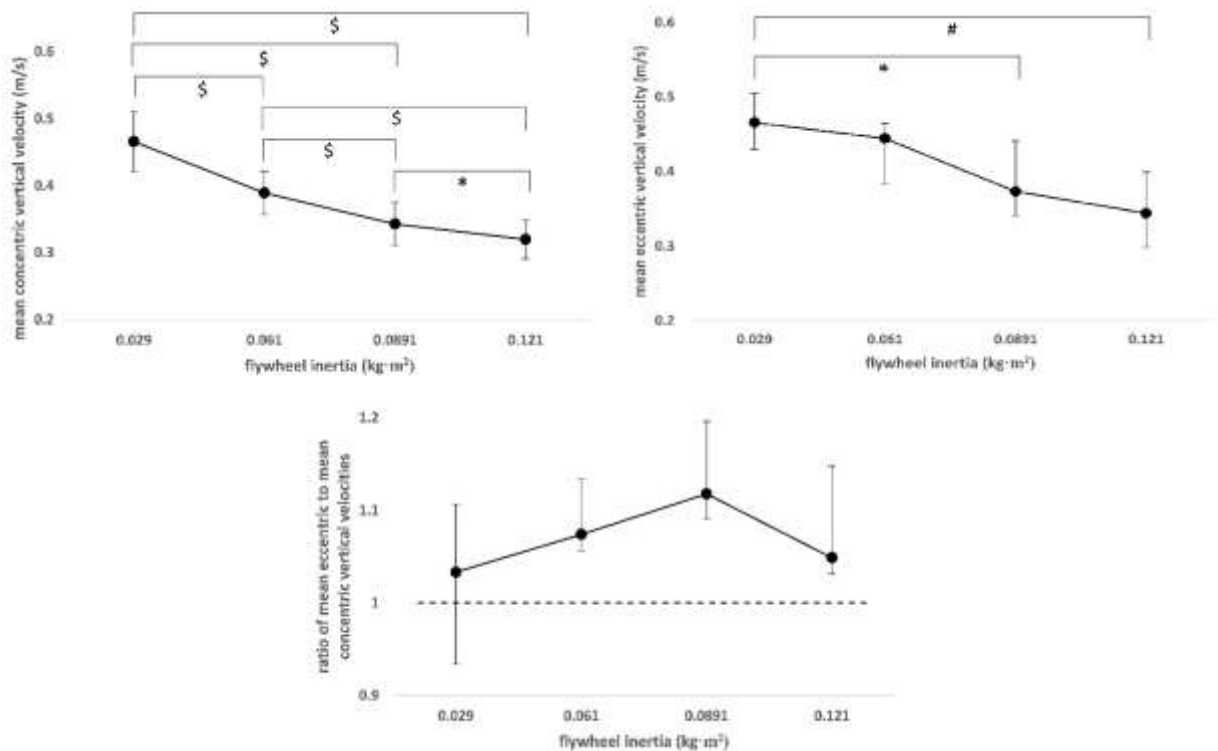 $
$
$
$
$
*
0.6
0.5
0.4
0.3
0.2
mean concentric vertical velocity (m/s)
0.029 0.061 0.0891 0.121
flywheel inertia (kg·m²)
#
*
0.6
0.5
0.4
0.3
0.2
mean eccentric vertical velocity (m/s)
0.029 0.061 0.0891 0.121
flywheel inertia (kg·m²)
1.2
1.1
1
0.9
ratio of mean eccentric to mean
concentric vertical velocities
0.029 0.061 0.0891 0.121
flywheel inertia (kg·m²)